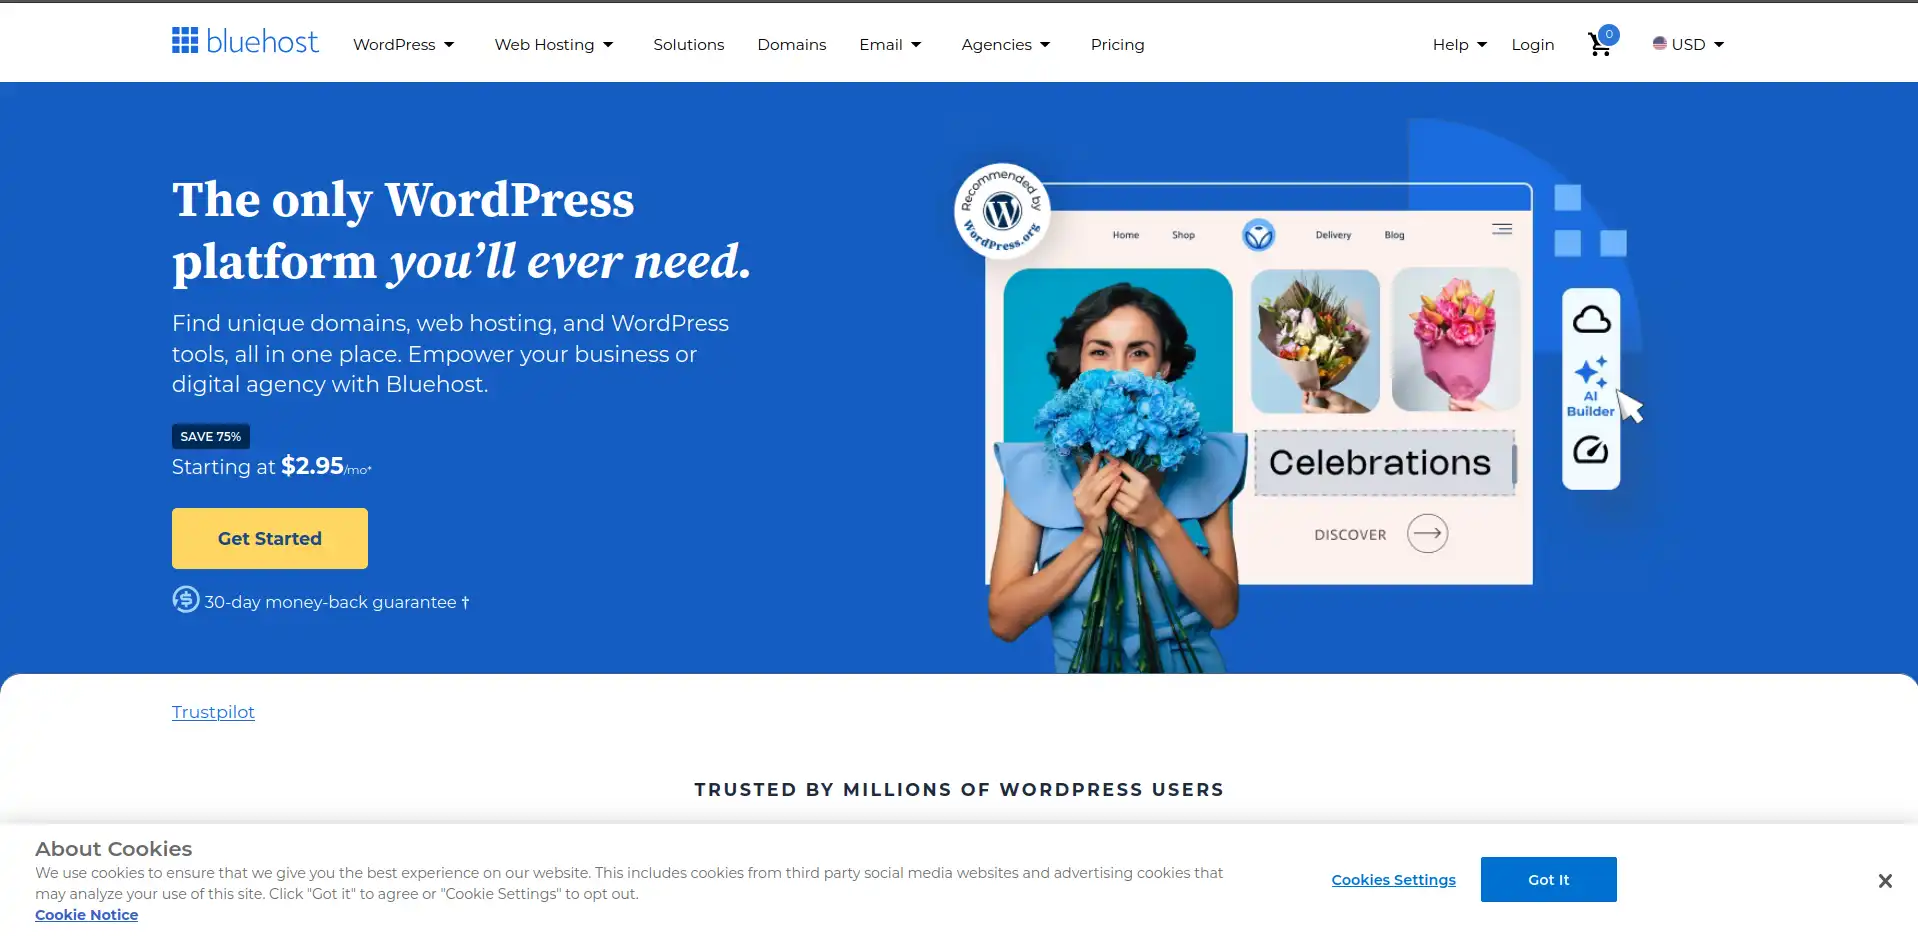 bluehost
WordPress
Web Hosting
Solutions
Domains
Email
Agencies
Pricing
Help
Login
0
USD
The only WordPress
platform you’ll ever need.
Find unique domains, web hosting, and WordPress
tools, all in one place. Empower your business or
digital agency with Bluehost.
SAVE 75%
Starting at $2.95/mo*
Get Started
30-day money-back guarantee †
Recommended by
WordPress.org
Home
Shop
Delivery
Blog
Celebrations
DISCOVER
AI
Builder
Trustpilot
TRUSTED BY MILLIONS OF WORDPRESS USERS
About Cookies
We use cookies to ensure that we give you the best experience on our website. This includes cookies from third party social media websites and advertising cookies that
may analyze your use of this site. Click "Got it" to agree or "Cookie Settings" to opt out.
Cookie Notice
Cookies Settings
Got It